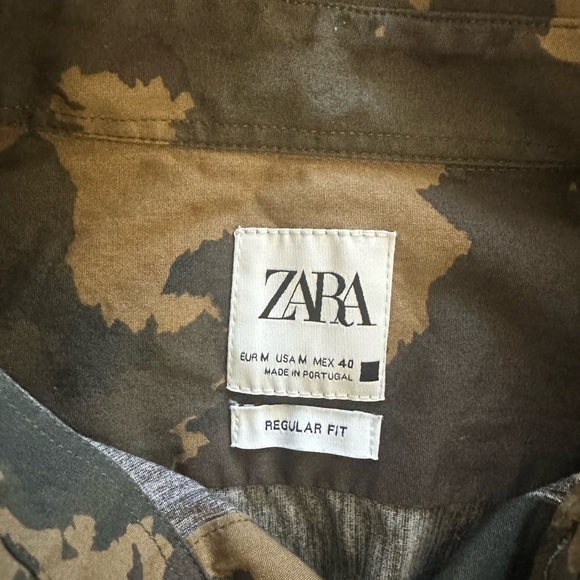 ZARA
EUR M USA M MEX 40
MADE IN PORTUGAL
REGULAR FIT